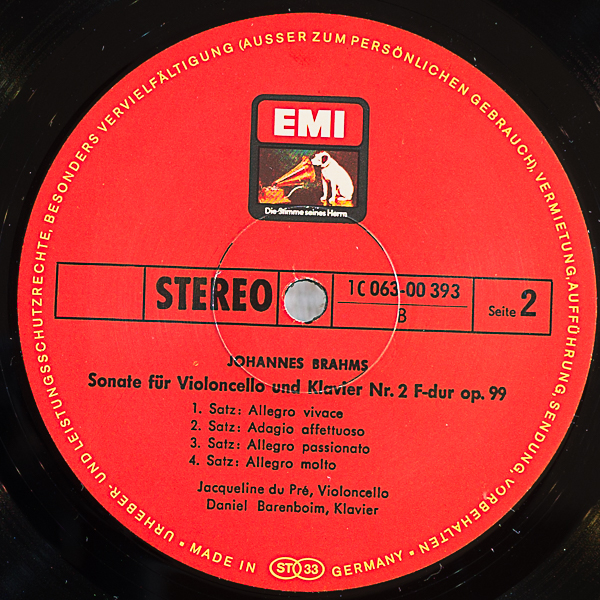 URHEBER- UND LEISTUNGSSCHUTZRECHTE, BESONDERS VERVIELFÄLTIGUNG (AUSSER ZUM PERSÖNLICHEN GEBRAUCH), VERMIETUNG, AUFFÜHRUNG, SENDUNG, VORBEHALTEN
EMI
Die Stimme seines Herrn
STEREO
1C 063-00 393
B
Seite 2
JOHANNES BRAHMS
Sonate für Violoncello und Klavier Nr. 2 F-dur op. 99
1. Satz: Allegro vivace
2. Satz: Adagio affettuoso
3. Satz: Allegro passionato
4. Satz: Allegro molto
Jacqueline du Pré, Violoncello
Daniel Barenboim, Klavier
• MADE IN ST 33 GERMANY •